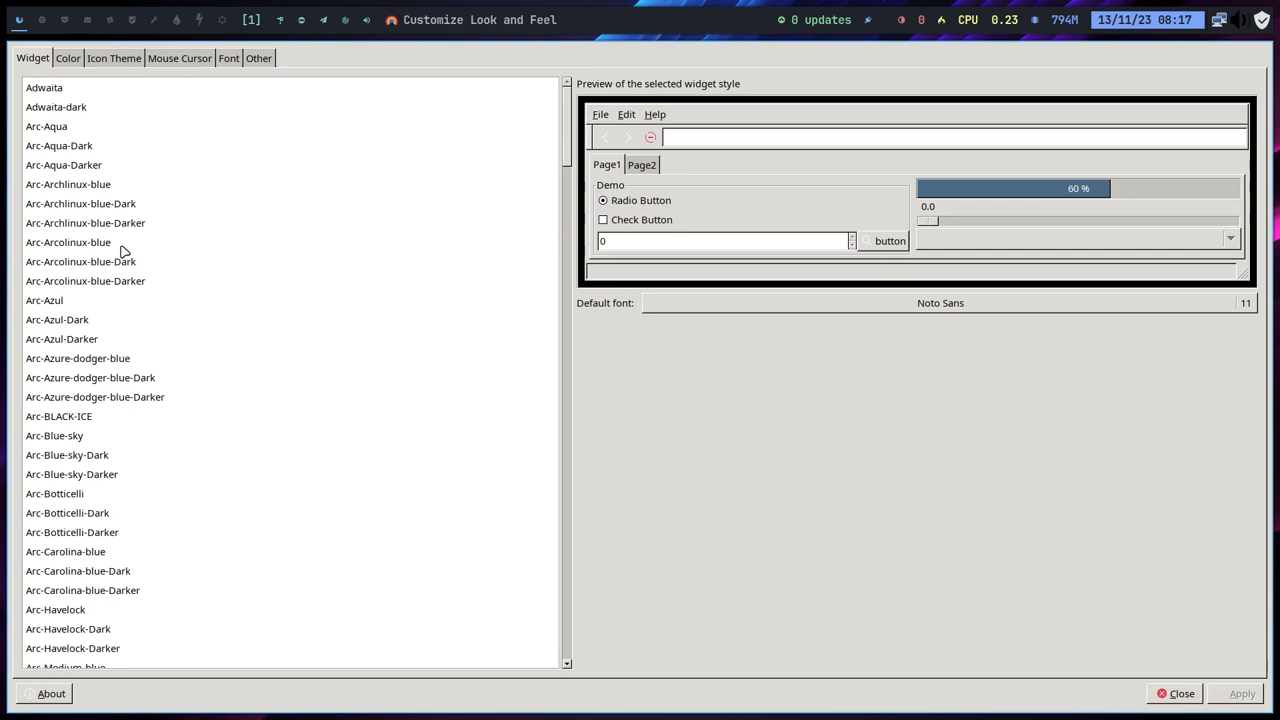 [1] Customize Look and Feel 0 updates 0 CPU 0.23 794M 13/11/23 08:17
Widget Color Icon Theme Mouse Cursor Font Other
Adwaita
Adwaita-dark
Arc-Aqua
Arc-Aqua-Dark
Arc-Aqua-Darker
Arc-Archlinux-blue
Arc-Archlinux-blue-Dark
Arc-Archlinux-blue-Darker
Arc-Arcolinux-blue
Arc-Arcolinux-blue-Dark
Arc-Arcolinux-blue-Darker
Arc-Azul
Arc-Azul-Dark
Arc-Azul-Darker
Arc-Azure-dodger-blue
Arc-Azure-dodger-blue-Dark
Arc-Azure-dodger-blue-Darker
Arc-BLACK-ICE
Arc-Blue-sky
Arc-Blue-sky-Dark
Arc-Blue-sky-Darker
Arc-Botticelli
Arc-Botticelli-Dark
Arc-Botticelli-Darker
Arc-Carolina-blue
Arc-Carolina-blue-Dark
Arc-Carolina-blue-Darker
Arc-Havelock
Arc-Havelock-Dark
Arc-Havelock-Darker
Arc-Medium-blue
Preview of the selected widget style
File Edit Help
Page1 Page2
Demo
Radio Button
Check Button
0 button
60 %
0.0
Default font: Noto Sans 11
About Close Apply